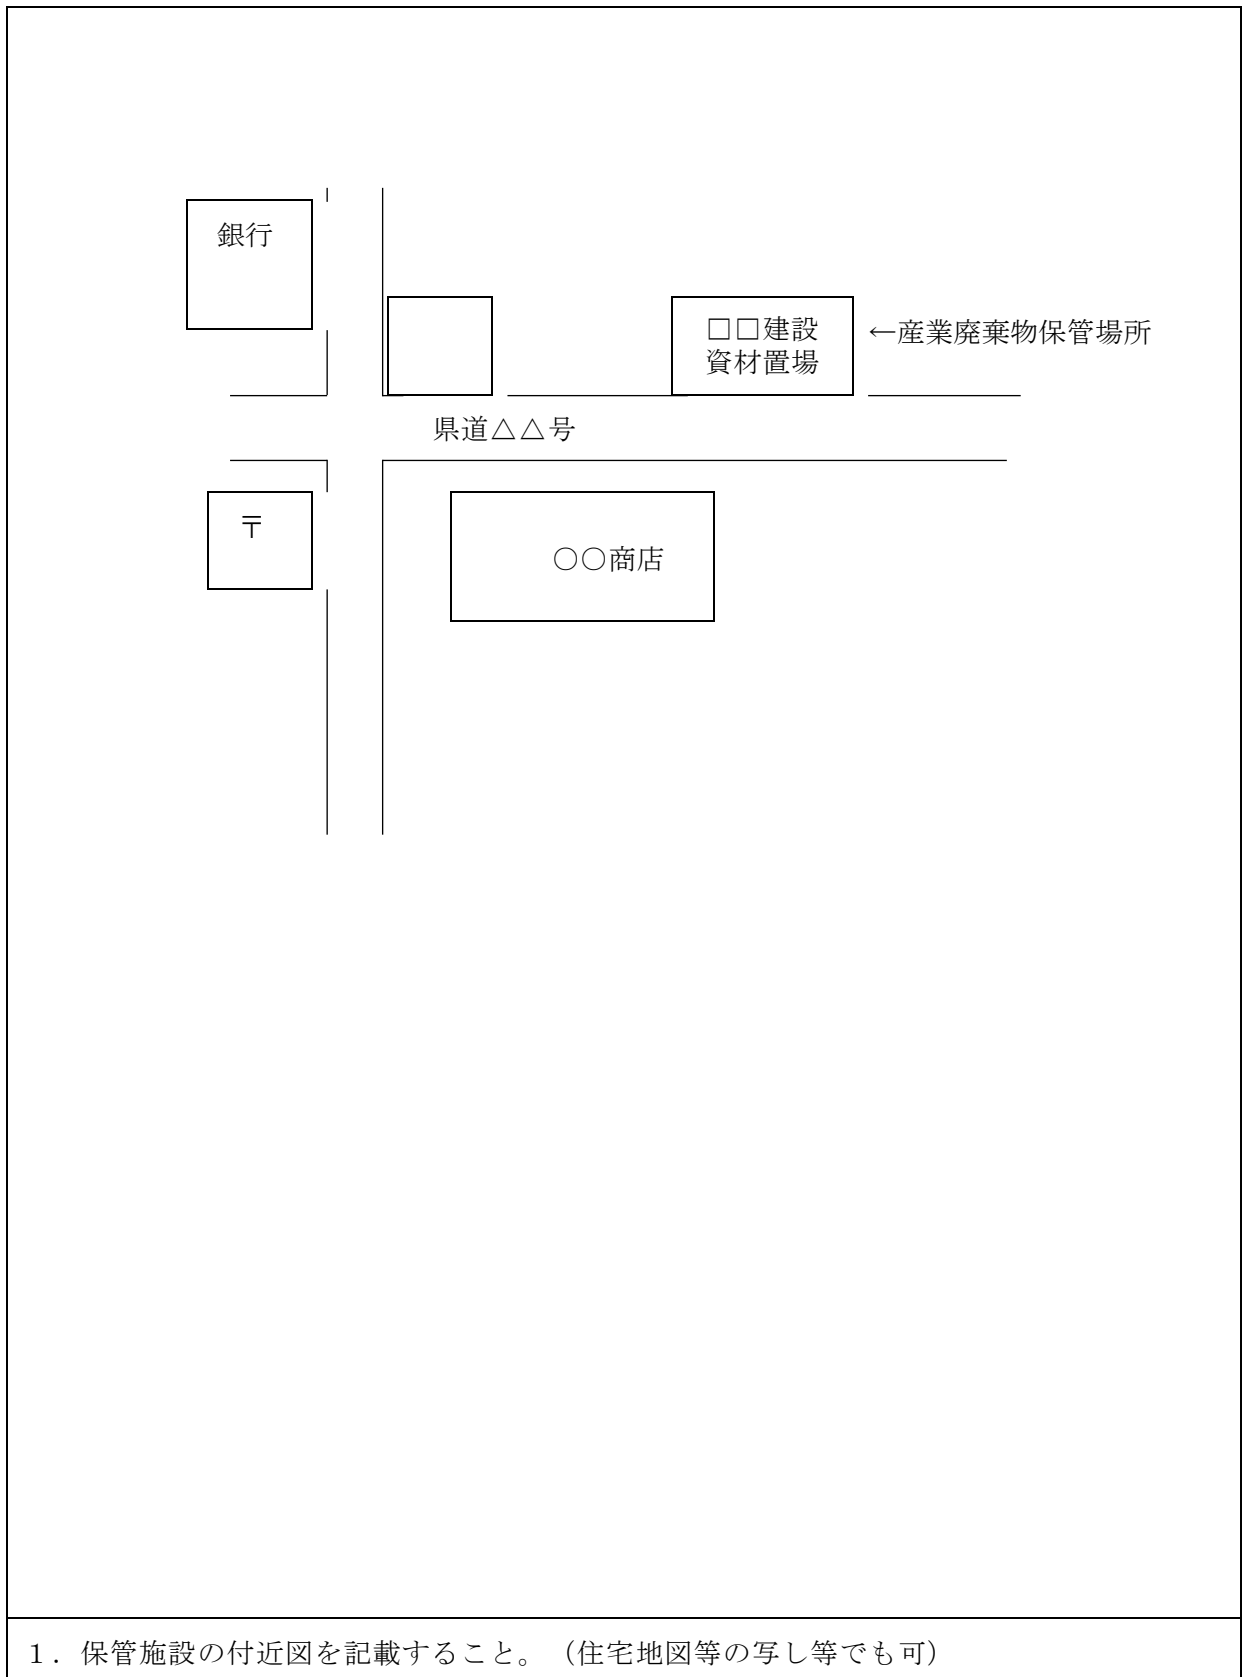 銀行
□□建設
資材置場
←産業廃棄物保管場所
県道△△号
〒
○○商店
１．保管施設の付近図を記載すること。（住宅地図等の写し等でも可）